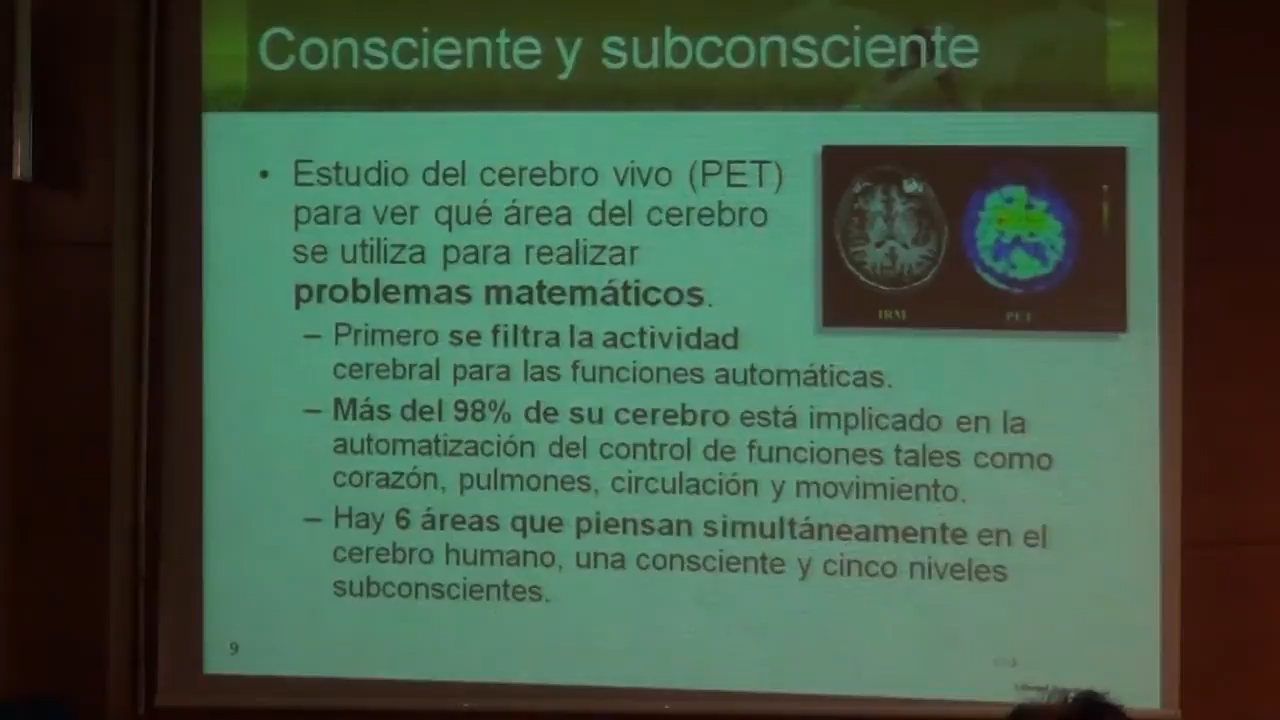 Consciente y subconsciente
• Estudio del cerebro vivo (PET)
para ver qué área del cerebro
se utiliza para realizar
problemas matemáticos.
– Primero se filtra la actividad
cerebral para las funciones automáticas.
– Más del 98% de su cerebro está implicado en la
automatización del control de funciones tales como
corazón, pulmones, circulación y movimiento.
– Hay 6 áreas que piensan simultáneamente en el
cerebro humano, una consciente y cinco niveles
subconscientes.
IRM
PET
9